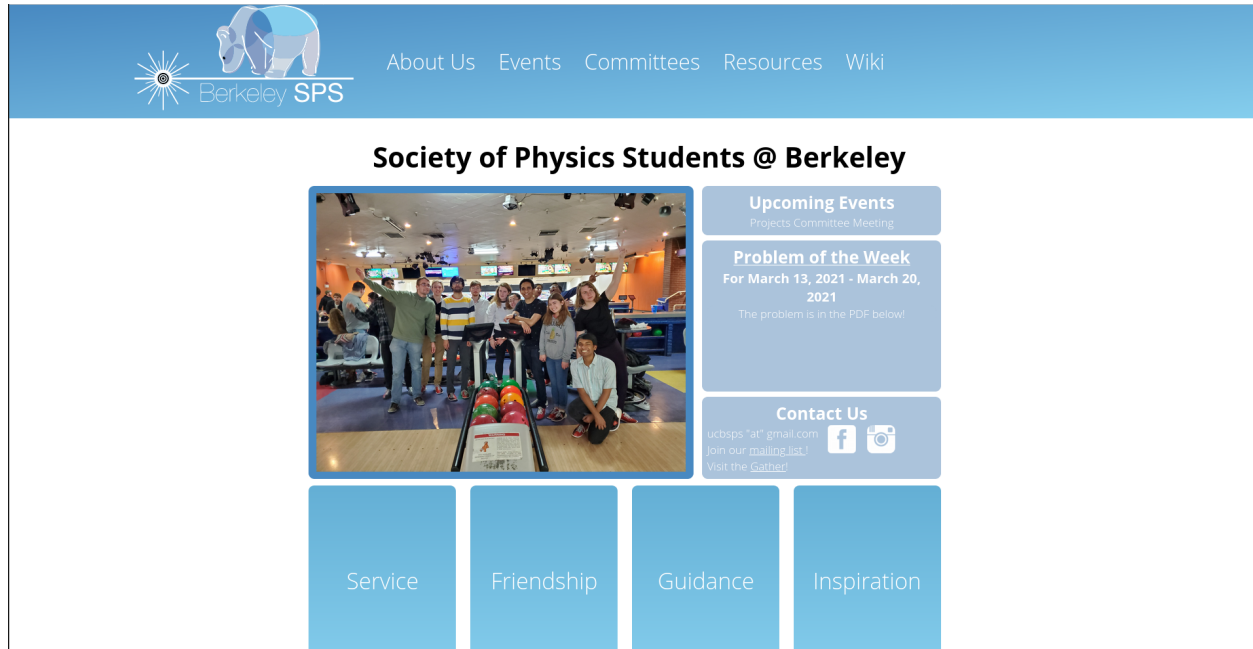 Berkeley SPS
About Us Events Committees Resources Wiki
Society of Physics Students @ Berkeley
Upcoming Events
Projects Committee Meeting
Problem of the Week
For March 13, 2021 - March 20,
2021
The problem is in the PDF below!
Contact Us
ucbsps "at" gmail.com
Join our mailing list !
Visit the Gather!
Service
Friendship
Guidance
Inspiration